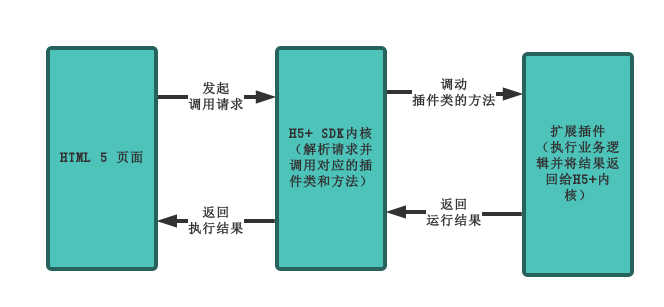 HTML 5 页面
发起
调用请求
返回
执行结果
H5+ SDK内核
（解析请求并
调用对应的插
件类和方法）
调动
插件类的方法
返回
运行结果
扩展插件
（执行业务逻
辑并将结果返
回给H5+内
核）